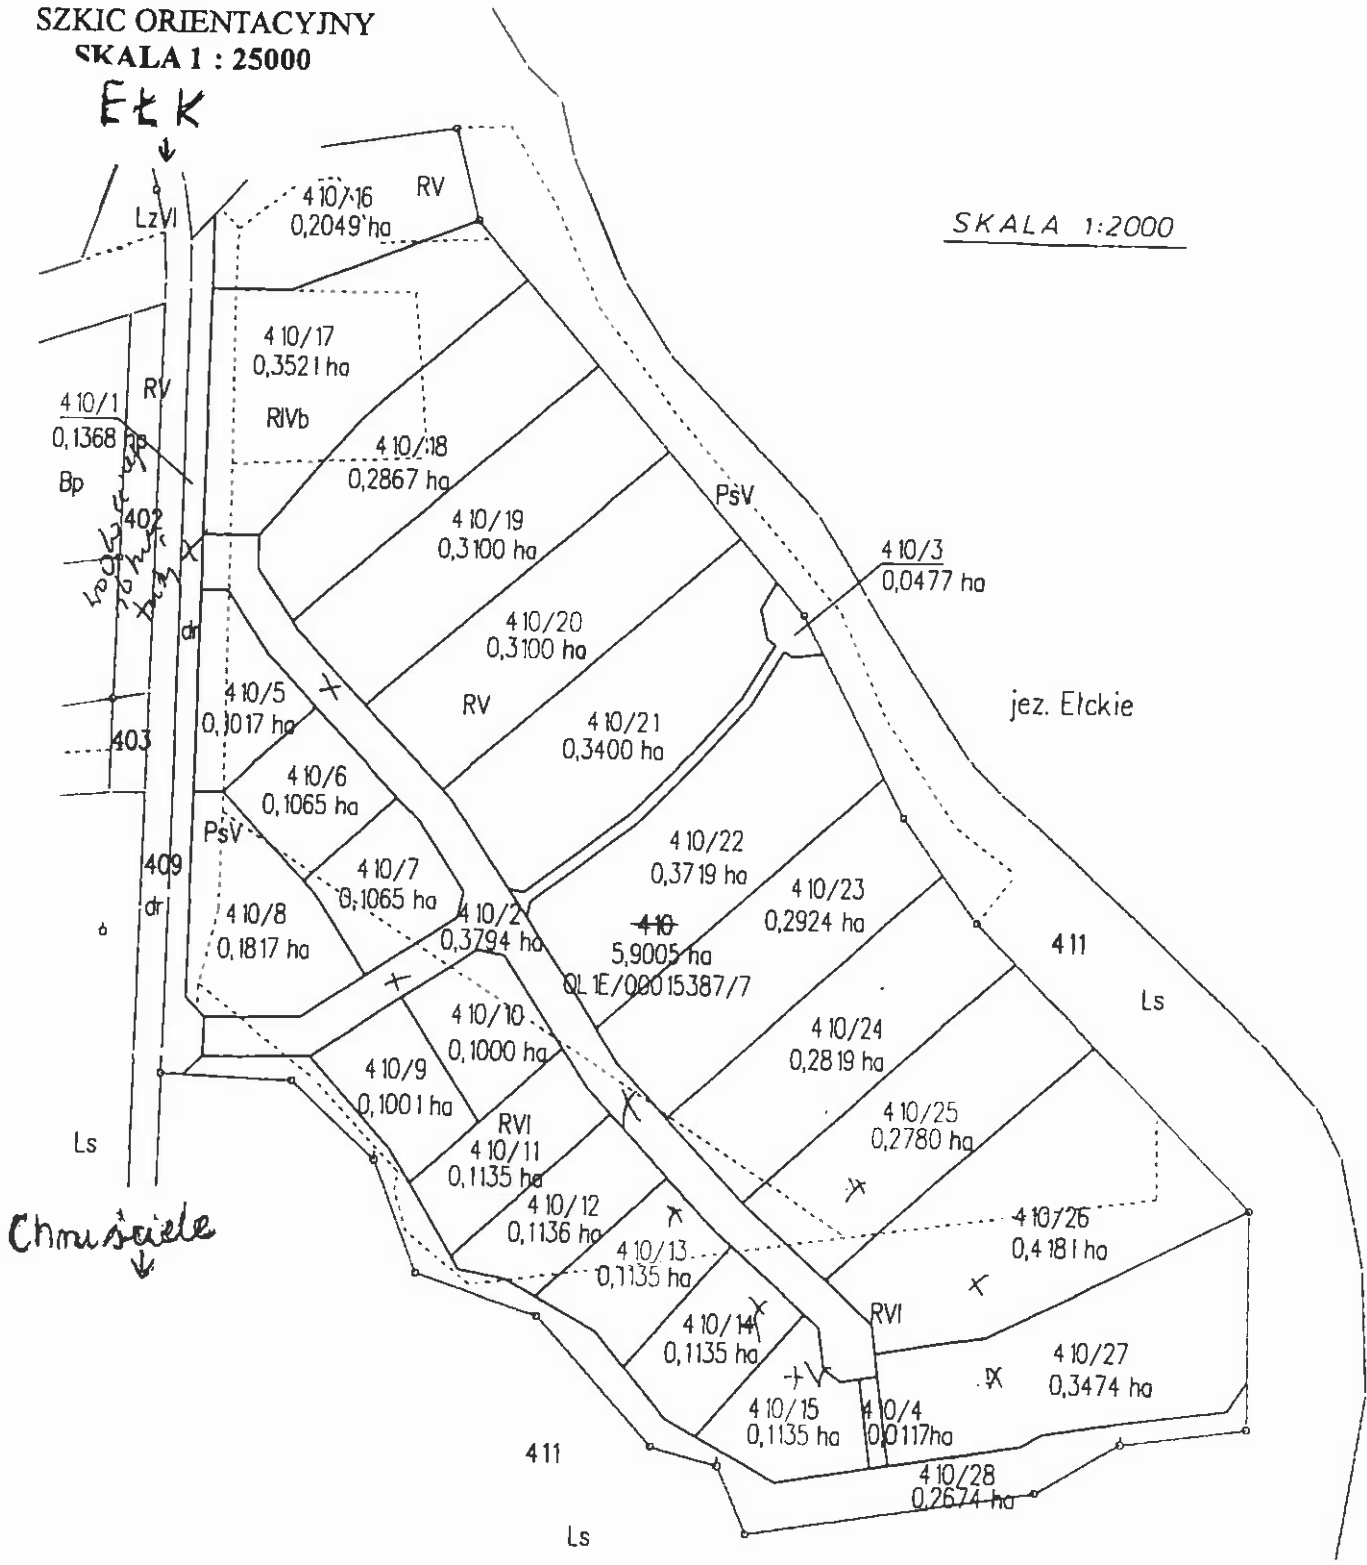 SZKIC ORIENTACYJNY
SKALA 1 : 25000
EŁK
SKALA 1:2000
LzVI
410/16
0,2049 ha
RV
410/17
0,3521 ha
RIVb
RV
410/1
0,1368 ha
Bp
402
410/18
0,2867 ha
410/19
0,3100 ha
PsV
410/3
0,0477 ha
dr
410/20
0,3100 ha
RV
410/5
0,1017 ha
403
410/21
0,3400 ha
jez. Ełckie
410/6
0,1065 ha
PsV
409
dr
410/7
0,1065 ha
410/22
0,3719 ha
410/23
0,2924 ha
410/8
0,1817 ha
410/2
0,3794 ha
410
5,9005 ha
OL1E/00015387/7
411
Ls
410/10
0,1000 ha
410/24
0,2819 ha
410/9
0,1001 ha
410/25
0,2780 ha
Ls
RVI
410/11
0,1135 ha
410/12
0,1136 ha
Chruściele
410/13
0,1135 ha
410/26
0,4181 ha
RVI
410/14
0,1135 ha
410/27
0,3474 ha
410/15
0,1135 ha
410/4
0,0117 ha
411
410/28
0,2674 ha
Ls